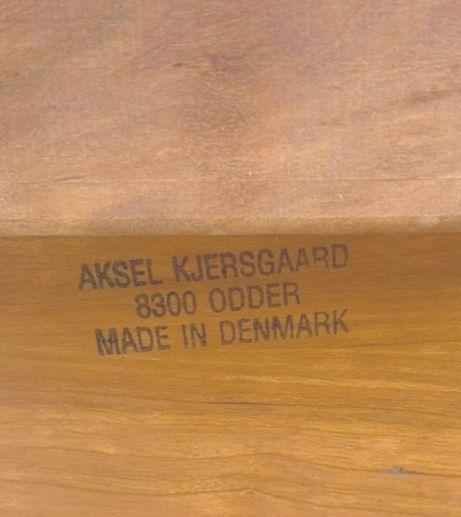 AKSEL KJERSGAARD
8300 ODDER
MADE IN DENMARK